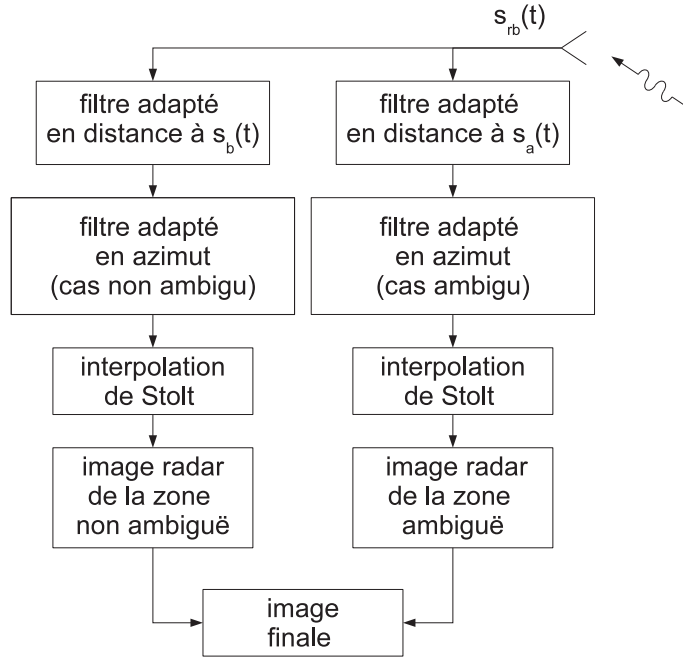 s_rb(t)
filtre adapté
en distance à s_b(t)
filtre adapté
en distance à s_a(t)
filtre adapté
en azimut
(cas non ambigu)
filtre adapté
en azimut
(cas ambigu)
interpolation
de Stolt
interpolation
de Stolt
image radar
de la zone
non ambiguë
image radar
de la zone
ambiguë
image
finale